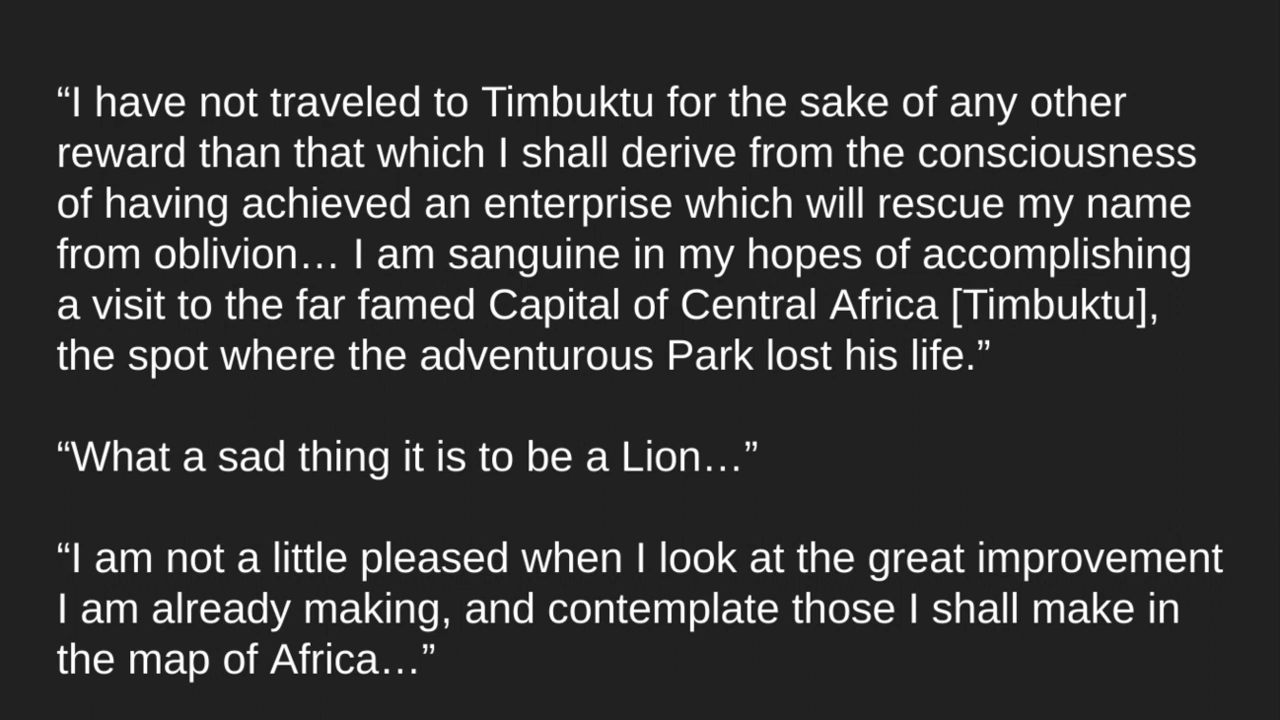 “I have not traveled to Timbuktu for the sake of any other
reward than that which I shall derive from the consciousness
of having achieved an enterprise which will rescue my name
from oblivion… I am sanguine in my hopes of accomplishing
a visit to the far famed Capital of Central Africa [Timbuktu],
the spot where the adventurous Park lost his life.”
“What a sad thing it is to be a Lion…”
“I am not a little pleased when I look at the great improvement
I am already making, and contemplate those I shall make in
the map of Africa…”